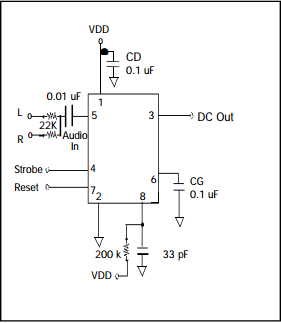 VDD
CD
0.1 uF
0.01 uF
1
L
5
3
DC Out
22K
R
Audio
In
Strobe
4
6
CG
0.1 uF
Reset
7
2
8
200 k
33 pF
VDD